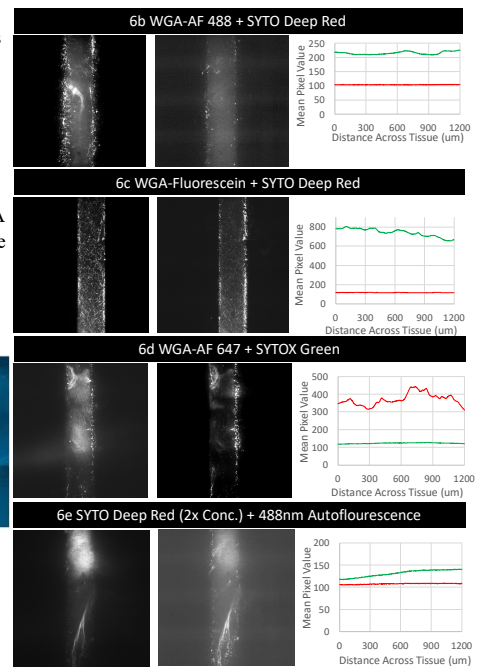 6b WGA-AF 488 + SYTO Deep Red
Mean Pixel Value
250
200
150
100
50
0
0 300 600 900 1200
Distance Across Tissue (um)
6c WGA-Fluorescein + SYTO Deep Red
Mean Pixel Value
800
600
400
200
0
0 300 600 900 1200
Distance Across Tissue (um)
6d WGA-AF 647 + SYTOX Green
Mean Pixel Value
500
400
300
200
100
0
0 300 600 900 1200
Distance Across Tissue (um)
6e SYTO Deep Red (2x Conc.) + 488nm Autoflourescence
Mean Pixel Value
200
150
100
50
0
0 300 600 900 1200
Distance Across Tissue (um)
s
A
e